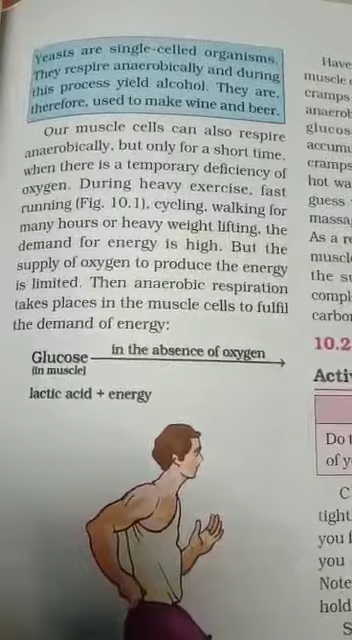 Yeasts are single-celled organisms.
They respire anaerobically and during
this process yield alcohol. They are,
therefore, used to make wine and beer.
Our muscle cells can also respire
anaerobically, but only for a short time,
when there is a temporary deficiency of
oxygen. During heavy exercise, fast
running (Fig. 10.1), cycling, walking for
many hours or heavy weight lifting, the
demand for energy is high. But the
supply of oxygen to produce the energy
is limited. Then anaerobic respiration
takes places in the muscle cells to fulfil
the demand of energy:
Glucose in the absence of oxygen
(in muscle)
lactic acid + energy
Have
muscle
cramps
anaerob
glucos
accumu
cramps
hot wa
guess
massa
As a re
muscle
the su
compl
carbo
10.2
Activ
Do t
of y
C
tight
you f
you
Note
hold
S